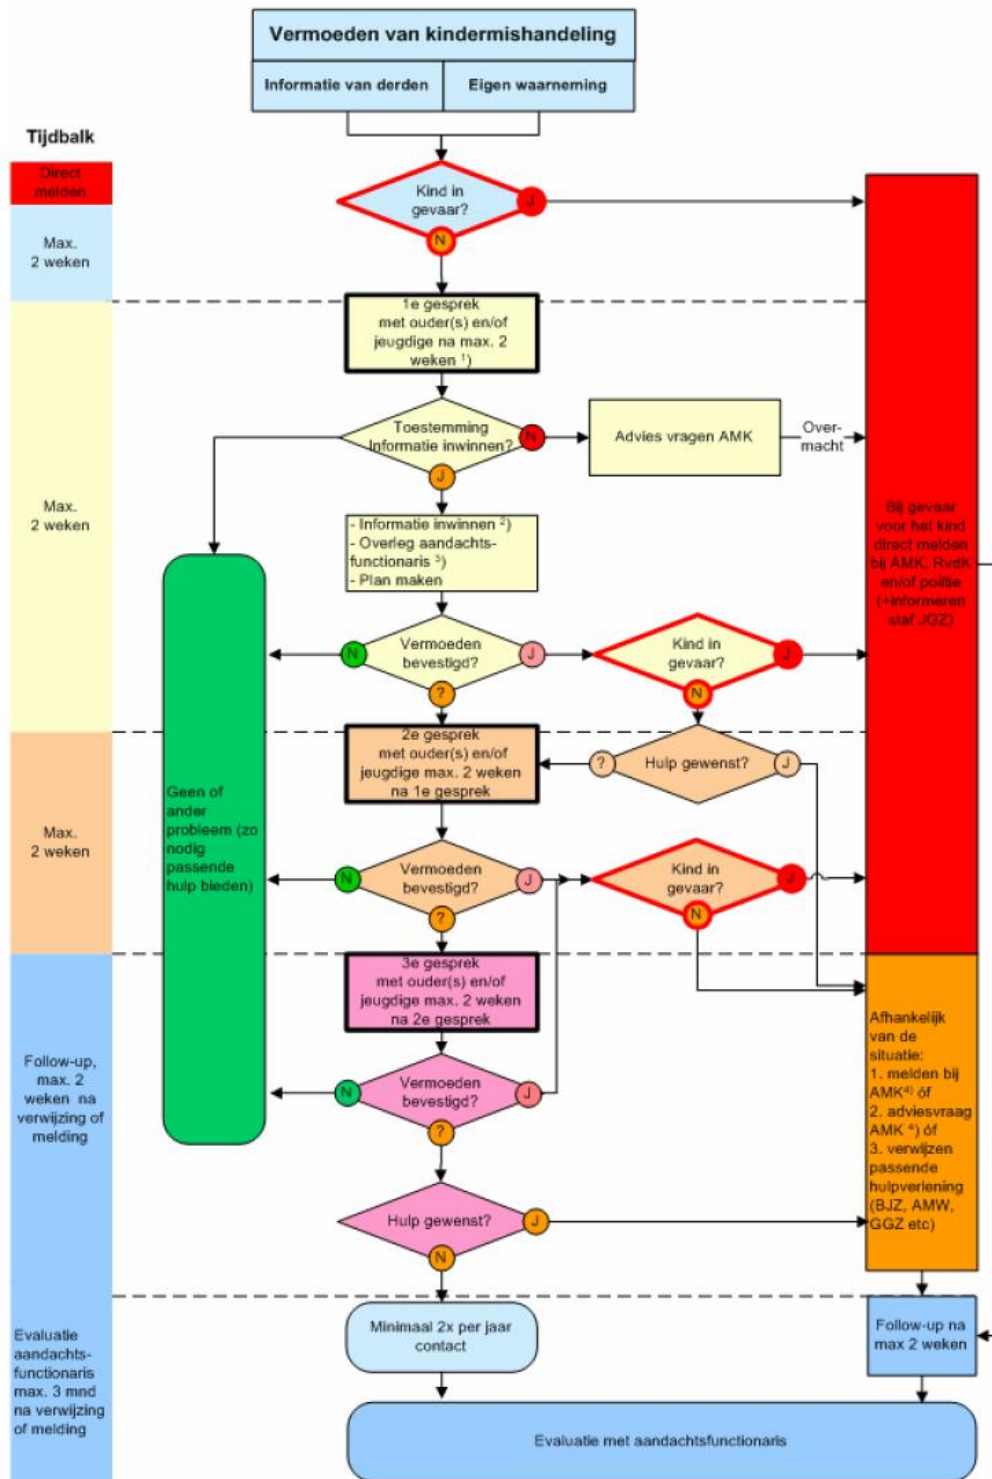 Vermoeden van kindermishandeling
Informatie van derden
Eigen waarneming
Tijdbalk
Direct
melden
Kind in
gevaar?
J
N
Max.
2 weken
1e gesprek
met ouder(s) en/of
jeugdige na max. 2
weken ¹)
Toestemming
Informatie inwinnen?
N
J
Advies vragen AMK
Over-
macht
Max.
2 weken
- Informatie inwinnen ²)
- Overleg aandachts-
functionaris ³)
- Plan maken
Bij gevaar
voor het kind
direct melden
bij AMK, RvdK
en/of politie
(+informeren
staf JGZ)
N
Vermoeden
bevestigd?
J
?
Kind in
gevaar?
J
N
2e gesprek
met ouder(s) en/of
jeugdige max. 2 weken
na 1e gesprek
?
Hulp gewenst?
J
Geen of
ander
probleem (zo
nodig
passende
hulp bieden)
Max.
2 weken
N
Vermoeden
bevestigd?
J
?
Kind in
gevaar?
J
N
3e gesprek
met ouder(s) en/of
jeugdige max. 2 weken
na 2e gesprek
Follow-up,
max. 2
weken na
verwijzing of
melding
N
Vermoeden
bevestigd?
J
?
Afhankelijk
van de
situatie:
1. melden bij
AMK⁴⁾ óf
2. adviesvraag
AMK ⁴) óf
3. verwijzen
passende
hulpverlening
(BJZ, AMW,
GGZ etc)
Hulp gewenst?
J
N
Evaluatie
aandachts-
functionaris
max. 3 mnd
na verwijzing
of melding
Minimaal 2x per jaar
contact
Follow-up na
max 2 weken
Evaluatie met aandachtsfunctionaris